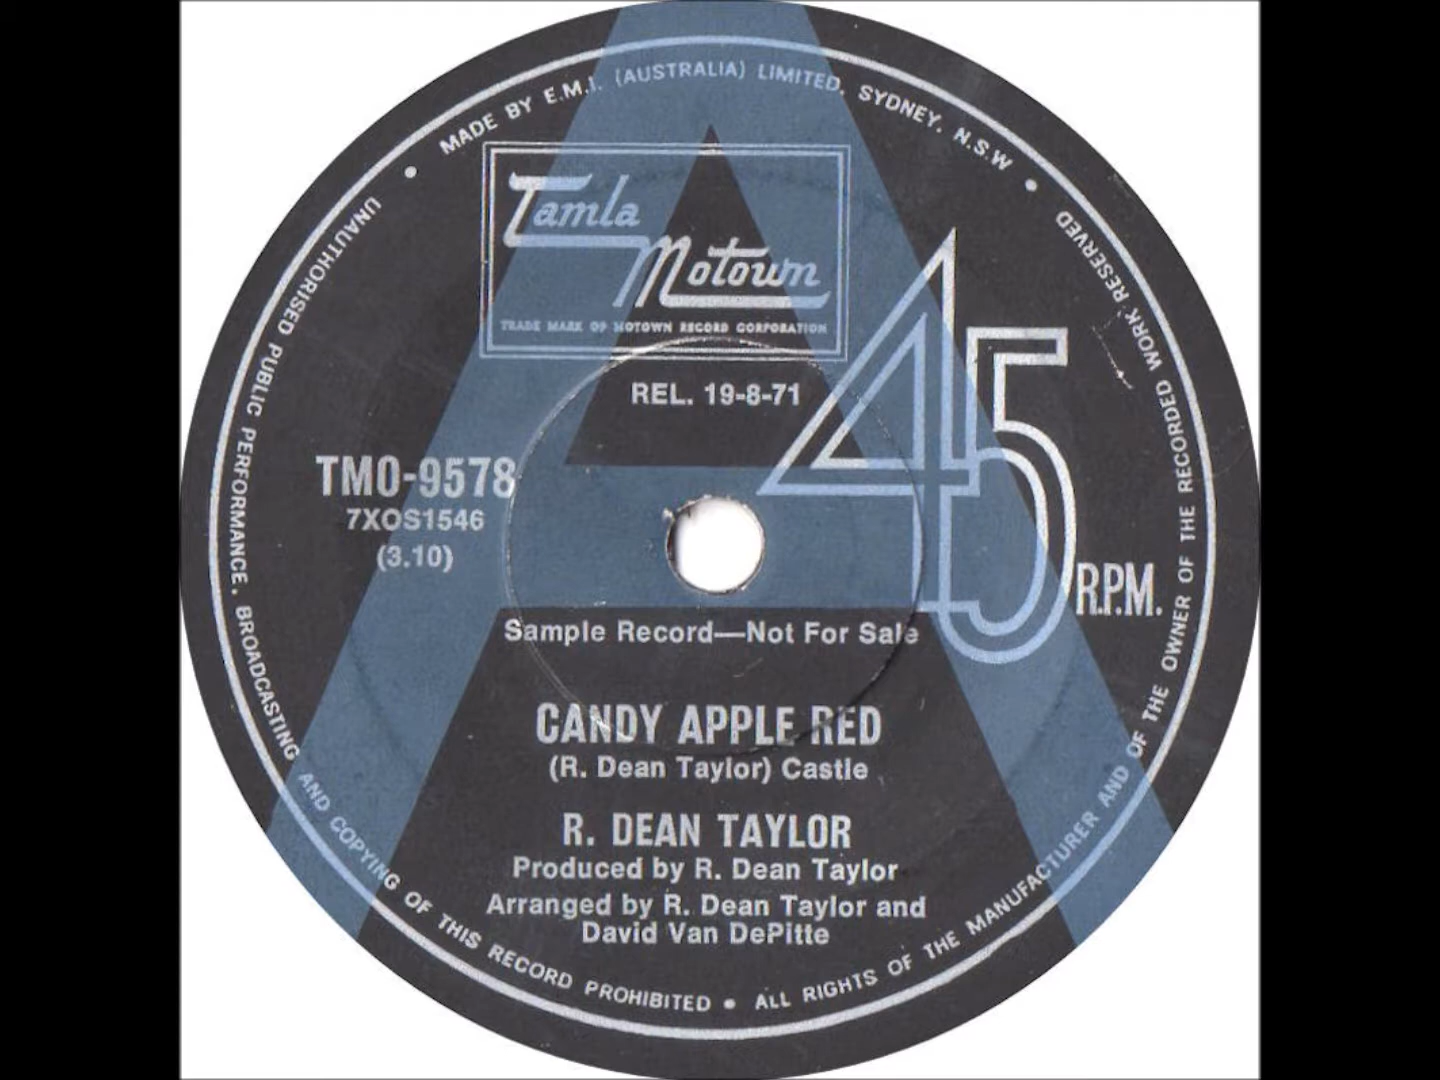 MADE BY E.M.I. (AUSTRALIA) LIMITED, SYDNEY, N.S.W
Tamla
Motown
TRADE MARK OF MOTOWN RECORD CORPORATION
REL. 19-8-71
45
R.P.M.
TMO-9578
7XOS1546
(3.10)
Sample Record—Not For Sale
CANDY APPLE RED
(R. Dean Taylor) Castle
R. DEAN TAYLOR
Produced by R. Dean Taylor
Arranged by R. Dean Taylor and
David Van DePitte
UNAUTHORISED PUBLIC PERFORMANCE, BROADCASTING AND COPYING OF THIS RECORD PROHIBITED • ALL RIGHTS OF THE MANUFACTURER AND OF THE OWNER OF THE RECORDED WORK RESERVED
A